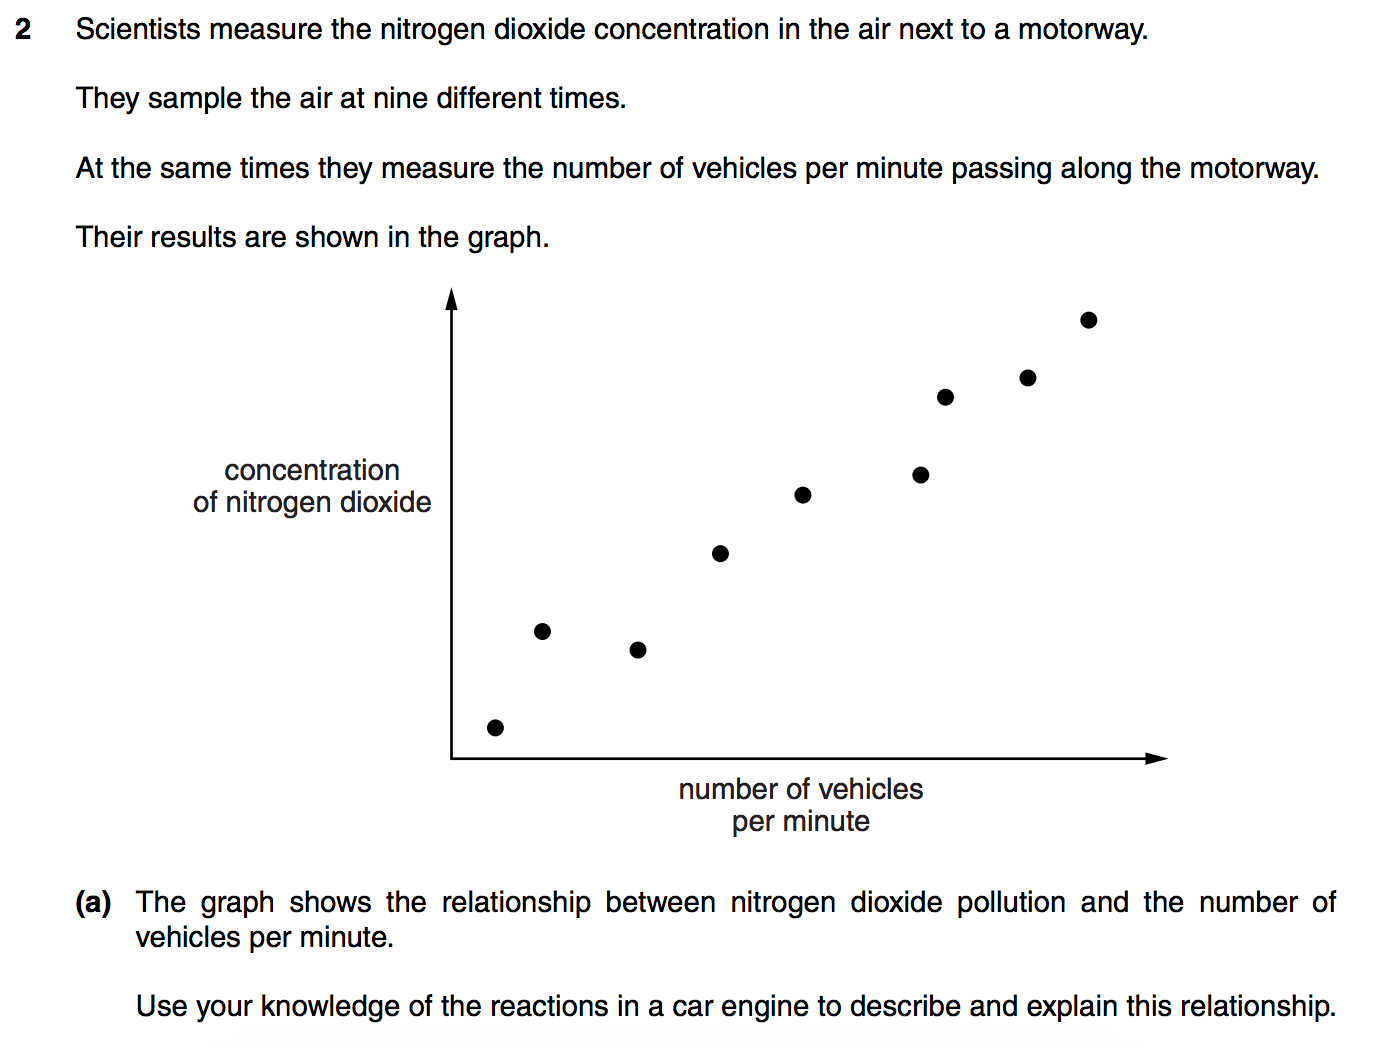 2 Scientists measure the nitrogen dioxide concentration in the air next to a motorway.
They sample the air at nine different times.
At the same times they measure the number of vehicles per minute passing along the motorway.
Their results are shown in the graph.
concentration
of nitrogen dioxide
number of vehicles
per minute
(a) The graph shows the relationship between nitrogen dioxide pollution and the number of
vehicles per minute.
Use your knowledge of the reactions in a car engine to describe and explain this relationship.